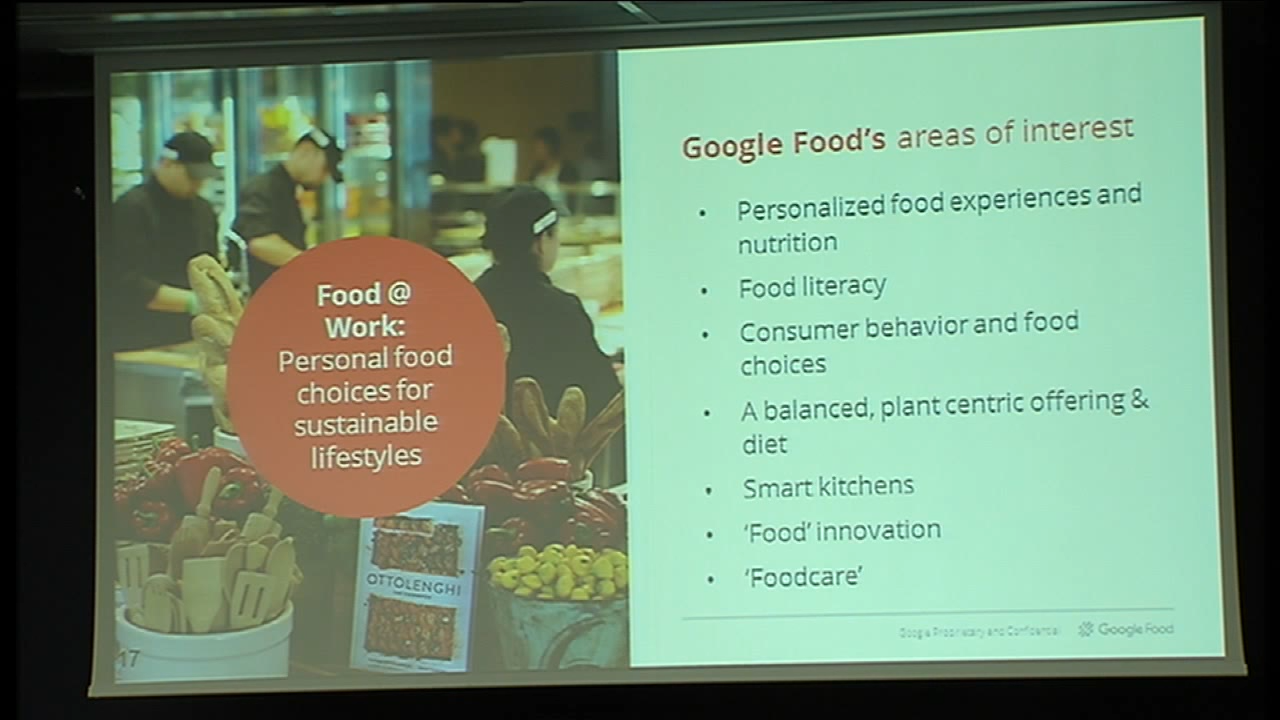 Food @
Work:
Personal food
choices for
sustainable
lifestyles
OTTOLENGHI
17
Google Food's areas of interest
• Personalized food experiences and
nutrition
• Food literacy
• Consumer behavior and food
choices
• A balanced, plant centric offering &
diet
• Smart kitchens
• 'Food' innovation
• 'Foodcare'
Google Proprietary and Confidential
Google Food